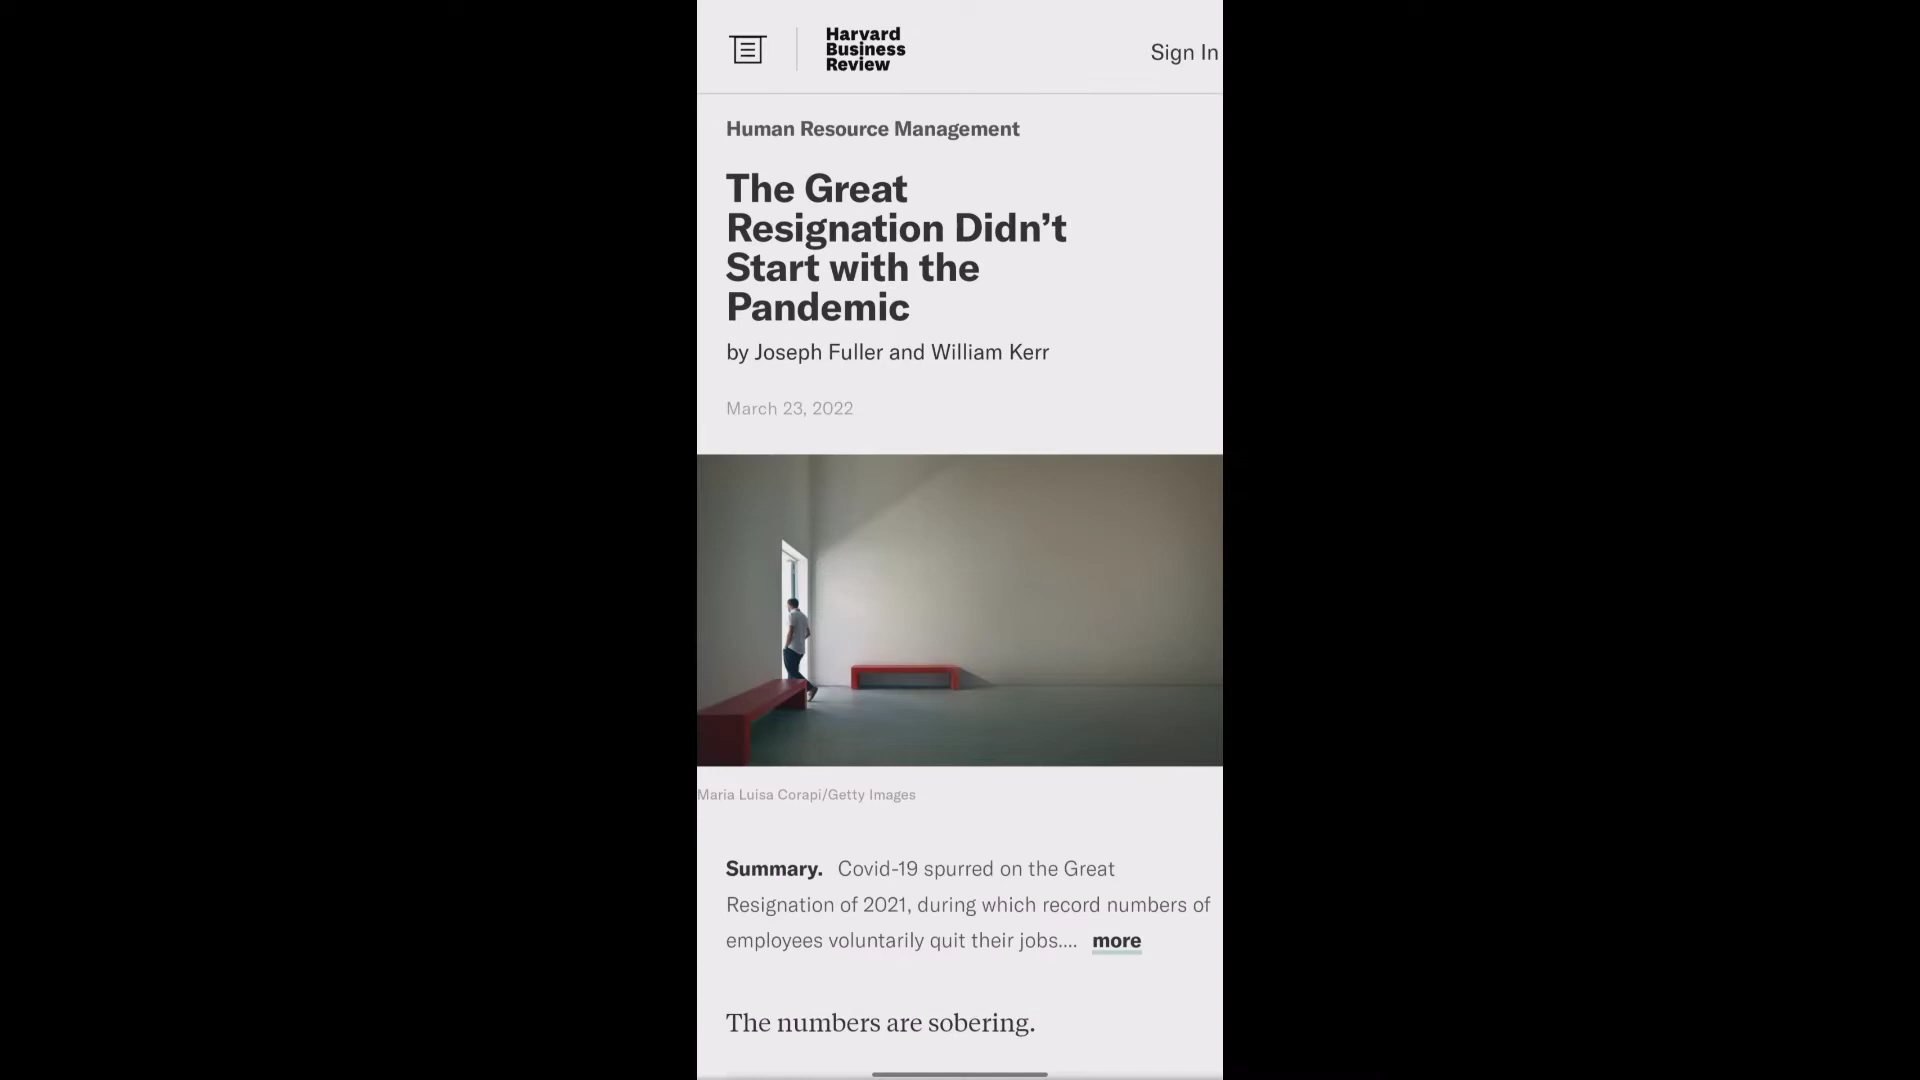 Harvard
Business
Review
Sign In
Human Resource Management
The Great
Resignation Didn’t
Start with the
Pandemic
by Joseph Fuller and William Kerr
March 23, 2022
Maria Luisa Corapi/Getty Images
Summary. Covid-19 spurred on the Great
Resignation of 2021, during which record numbers of
employees voluntarily quit their jobs.... more
The numbers are sobering.